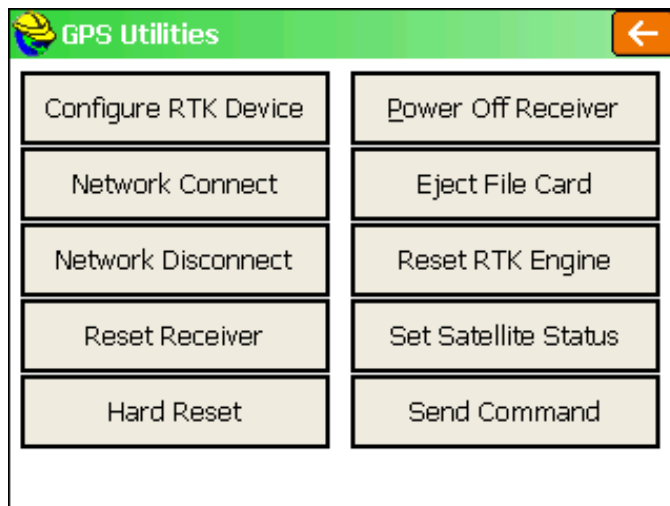 GPS Utilities
Configure RTK Device
Power Off Receiver
Network Connect
Eject File Card
Network Disconnect
Reset RTK Engine
Reset Receiver
Set Satellite Status
Hard Reset
Send Command